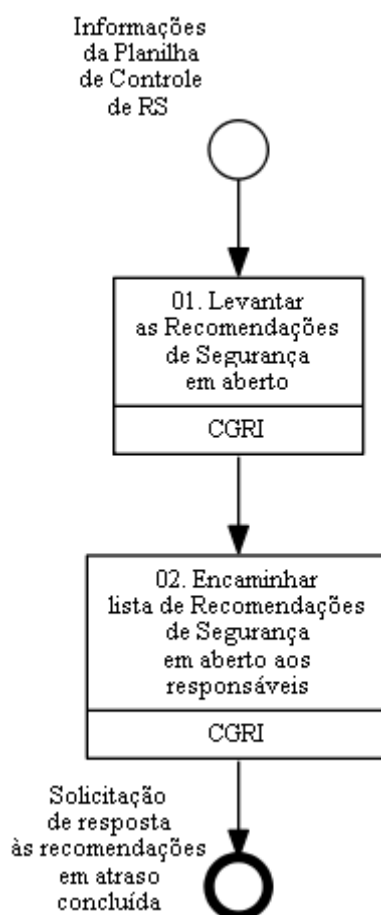 Informações
da Planilha
de Controle
de RS
01. Levantar
as Recomendações
de Segurança
em aberto
CGRI
02. Encaminhar
lista de Recomendações
de Segurança
em aberto aos
responsáveis
CGRI
Solicitação
de resposta
às recomendações
em atraso
concluída